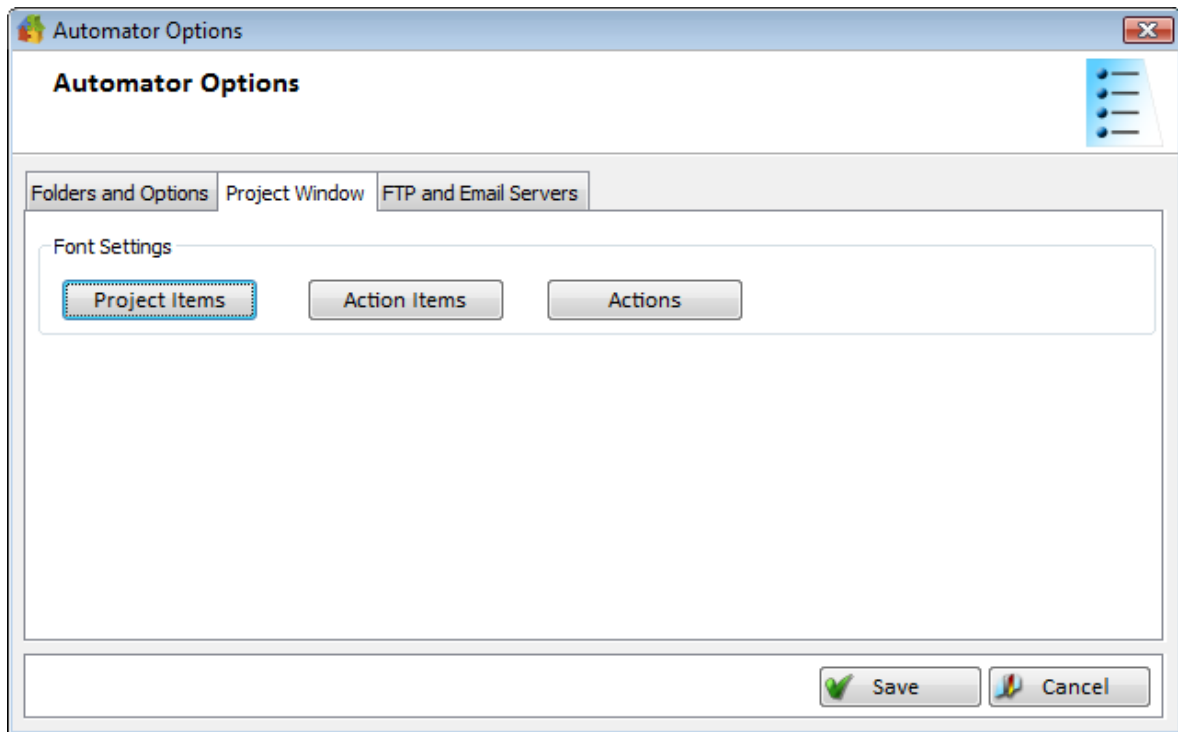 Automator Options
Automator Options
Folders and Options Project Window FTP and Email Servers
Font Settings
Project Items Action Items Actions
Save Cancel